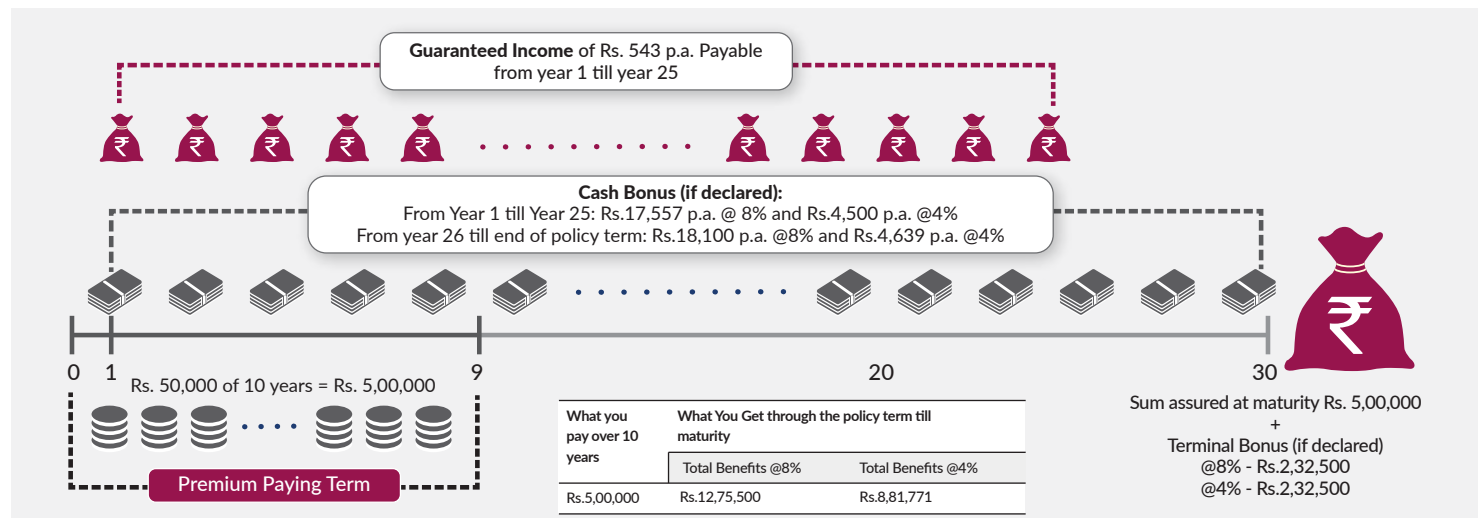 Guaranteed Income of Rs. 543 p.a. Payable
from year 1 till year 25
₹ ₹ ₹ ₹ ₹ ₹ ₹ ₹ ₹ ₹
Cash Bonus (if declared):
From Year 1 till Year 25: Rs.17,557 p.a. @ 8% and Rs.4,500 p.a. @4%
From year 26 till end of policy term: Rs.18,100 p.a. @8% and Rs.4,639 p.a. @4%
₹
0 1 9 20 30
Rs. 50,000 of 10 years = Rs. 5,00,000
Premium Paying Term
What you
pay over 10
years
What You Get through the policy term till
maturity
Total Benefits @8% Total Benefits @4%
Rs.5,00,000 Rs.12,75,500 Rs.8,81,771
Sum assured at maturity Rs. 5,00,000
+
Terminal Bonus (if declared)
@8% - Rs.2,32,500
@4% - Rs.2,32,500